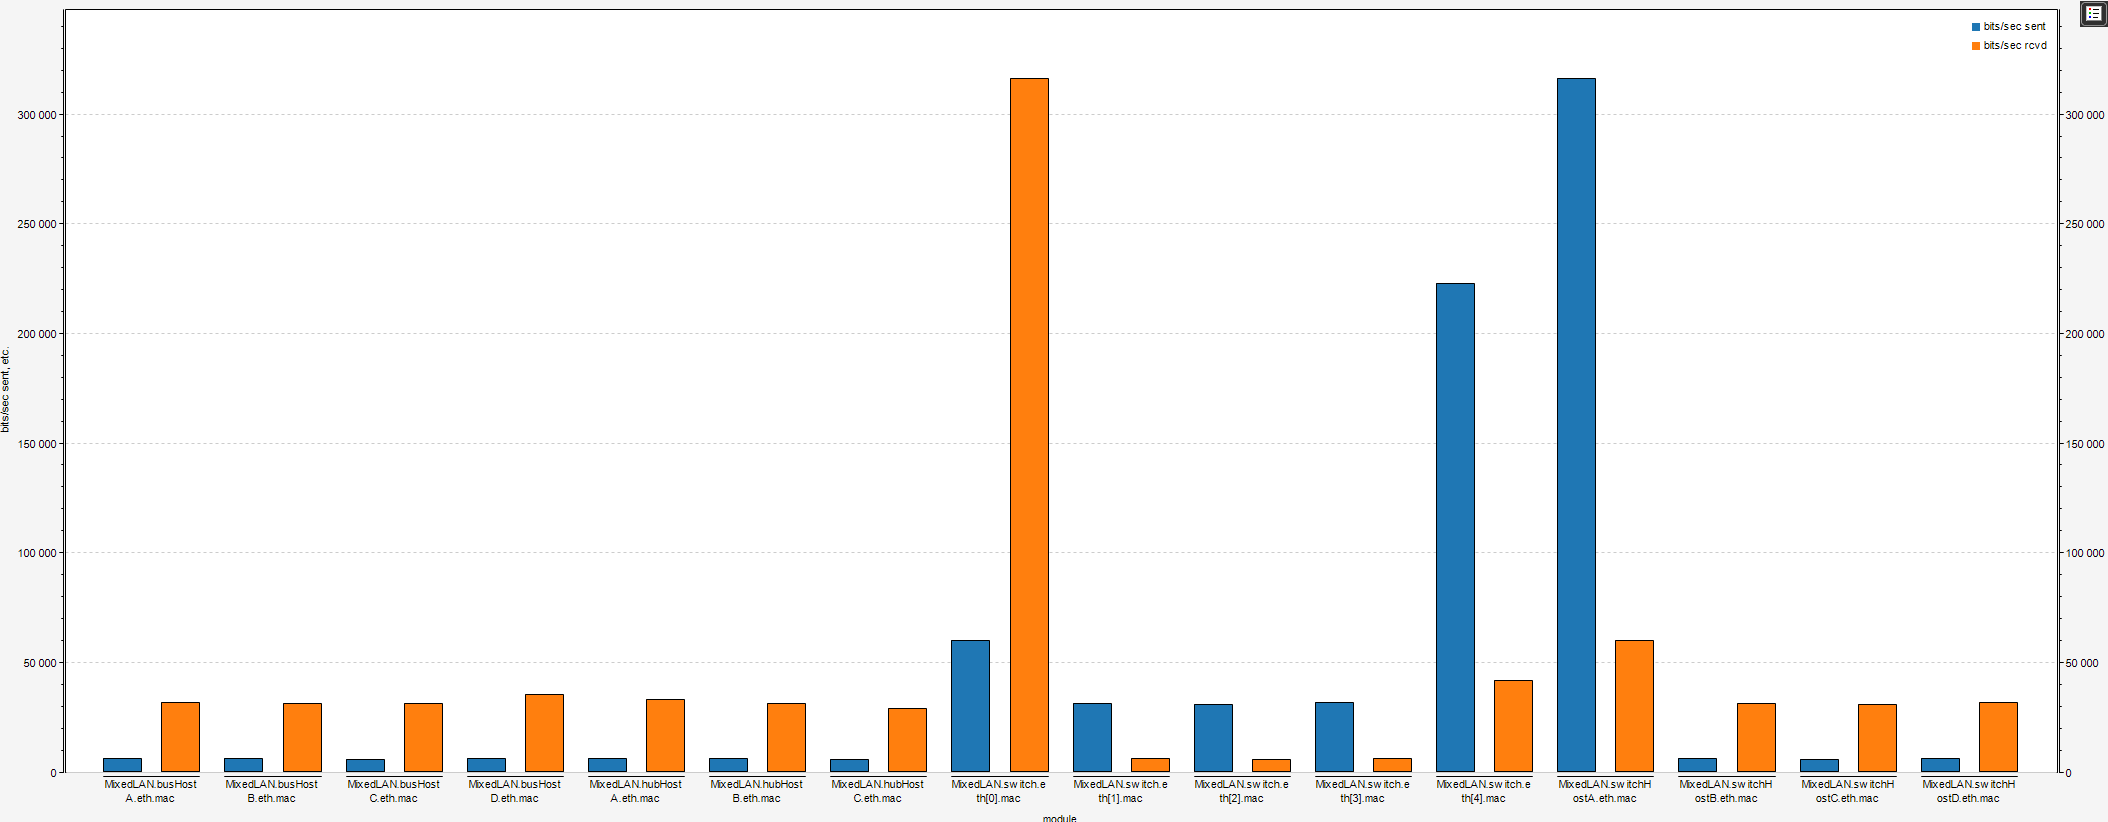 bits/sec sent
bits/sec rcvd
300 000
250 000
200 000
150 000
100 000
50 000
0
300 000
250 000
200 000
150 000
100 000
50 000
0
bits/sec sent, etc.
MixedLAN.busHost
A.eth.mac
MixedLAN.busHost
B.eth.mac
MixedLAN.busHost
C.eth.mac
MixedLAN.busHost
D.eth.mac
MixedLAN.hubHost
A.eth.mac
MixedLAN.hubHost
B.eth.mac
MixedLAN.hubHost
C.eth.mac
MixedLAN.switch.e
th[0].mac
MixedLAN.switch.e
th[1].mac
MixedLAN.switch.e
th[2].mac
MixedLAN.switch.e
th[3].mac
MixedLAN.switch.e
th[4].mac
MixedLAN.switchH
ostA.eth.mac
MixedLAN.switchH
ostB.eth.mac
MixedLAN.switchH
ostC.eth.mac
MixedLAN.switchH
ostD.eth.mac
module